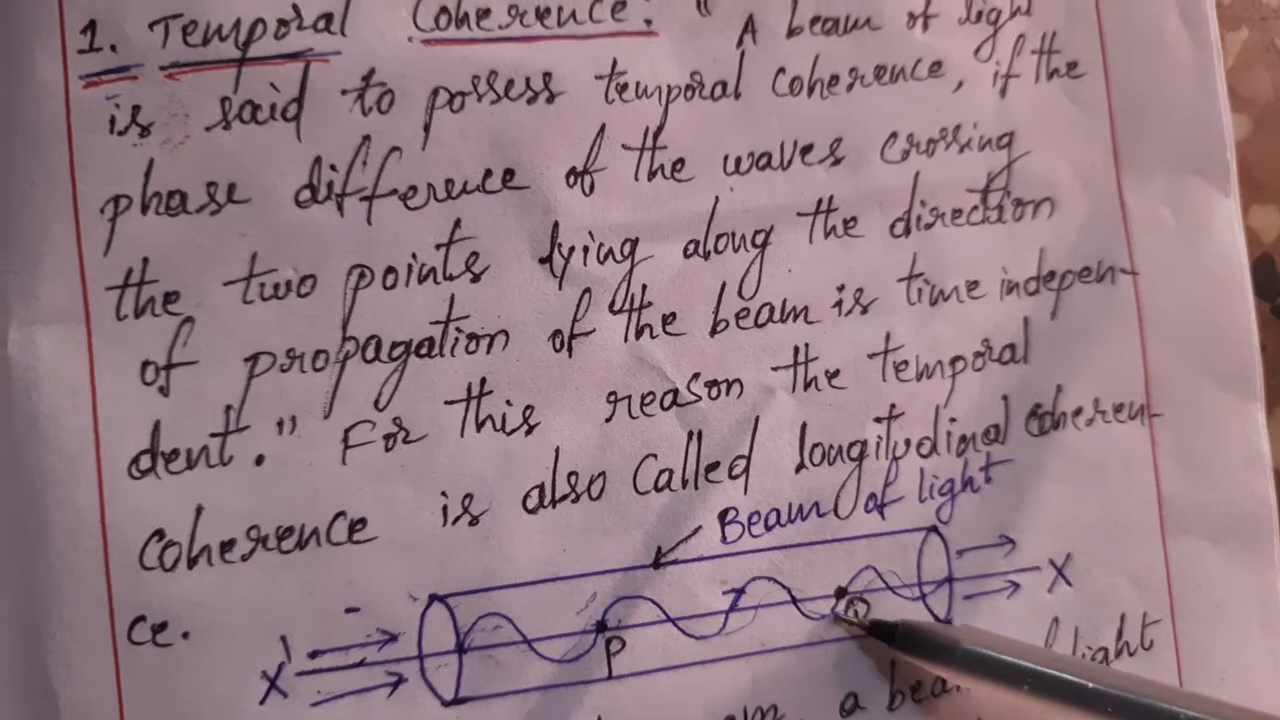 1. Temporal Coherence: " A beam of light
is said to possess temporal coherence, if the
phase difference of the waves crossing
the two points lying along the direction
of propagation of the beam is time indepen-
dent." For this reason the temporal
coherence is also called longitudinal coheren-
ce.
Beam of light
X' P Q X
a light